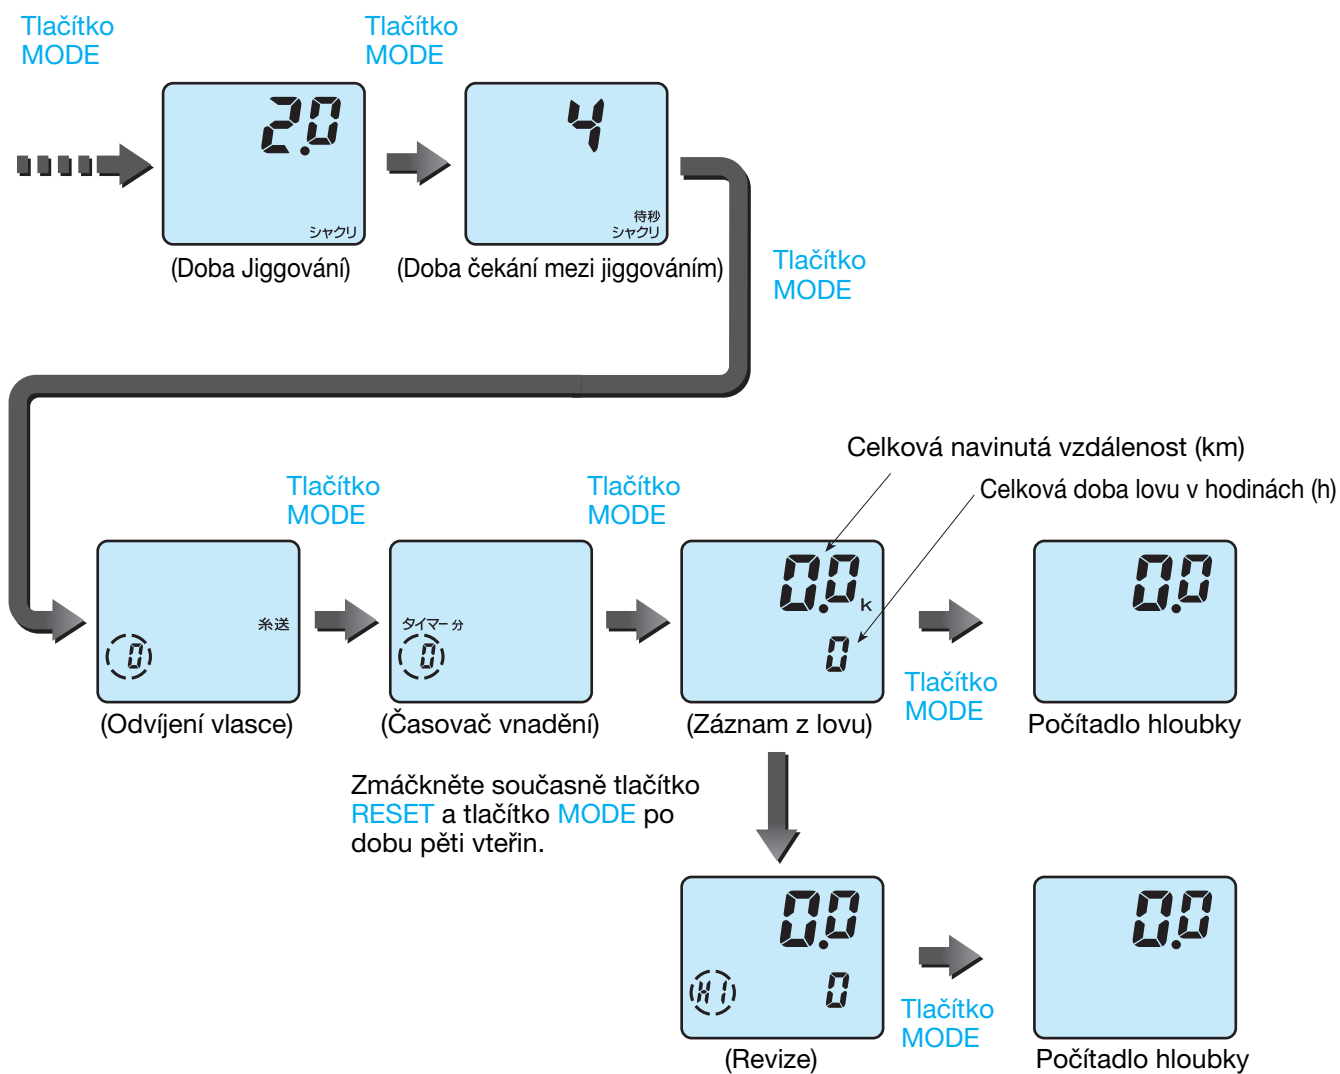 Tlačítko
MODE
Tlačítko
MODE
2.0
シャクリ
(Doba Jiggování)
4
待秒
シャクリ
(Doba čekání mezi jiggováním)
Tlačítko
MODE
Celková navinutá vzdálenost (km)
Celková doba lovu v hodinách (h)
Tlačítko
MODE
Tlačítko
MODE
糸送
0
(Odvíjení vlasce)
タイマー分
0
(Časovač vnadění)
0.0 k
0
(Záznam z lovu)
Tlačítko
MODE
0.0
Počítadlo hloubky
Zmáčkněte současně tlačítko
RESET a tlačítko MODE po
dobu pěti vteřin.
0.0
H1 0
(Revize)
Tlačítko
MODE
0.0
Počítadlo hloubky